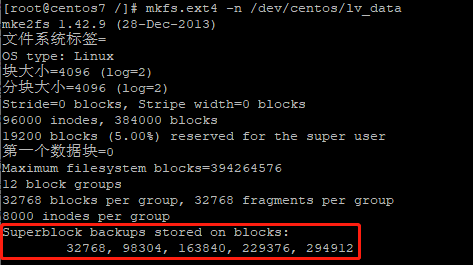 [root@centos7 /]# mkfs.ext4 -n /dev/centos/lv_data
mke2fs 1.42.9 (28-Dec-2013)
文件系统标签=
OS type: Linux
块大小=4096 (log=2)
分块大小=4096 (log=2)
Stride=0 blocks, Stripe width=0 blocks
96000 inodes, 384000 blocks
19200 blocks (5.00%) reserved for the super user
第一个数据块=0
Maximum filesystem blocks=394264576
12 block groups
32768 blocks per group, 32768 fragments per group
8000 inodes per group
Superblock backups stored on blocks:
32768, 98304, 163840, 229376, 294912